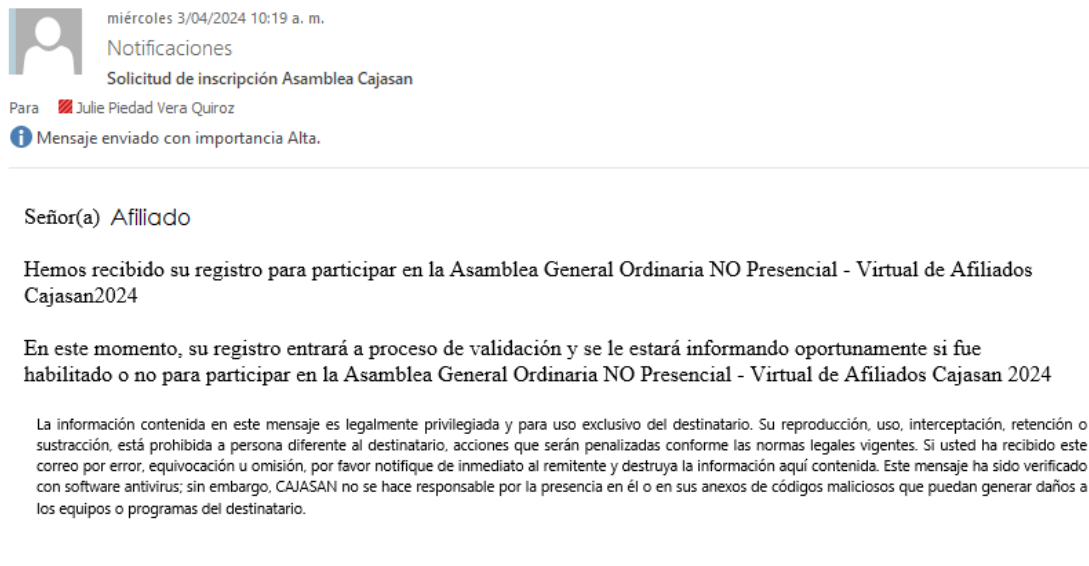 miércoles 3/04/2024 10:19 a. m.
Notificaciones
Solicitud de inscripción Asamblea Cajasan
Para Julie Piedad Vera Quiroz
Mensaje enviado con importancia Alta.
Señor(a) Afiliado
Hemos recibido su registro para participar en la Asamblea General Ordinaria NO Presencial - Virtual de Afiliados
Cajasan2024
En este momento, su registro entrará a proceso de validación y se le estará informando oportunamente si fue
habilitado o no para participar en la Asamblea General Ordinaria NO Presencial - Virtual de Afiliados Cajasan 2024
La información contenida en este mensaje es legalmente privilegiada y para uso exclusivo del destinatario. Su reproducción, uso, interceptación, retención o
sustracción, está prohibida a persona diferente al destinatario, acciones que serán penalizadas conforme las normas legales vigentes. Si usted ha recibido este
correo por error, equivocación u omisión, por favor notifique de inmediato al remitente y destruya la información aquí contenida. Este mensaje ha sido verificado
con software antivirus; sin embargo, CAJASAN no se hace responsable por la presencia en él o en sus anexos de códigos maliciosos que puedan generar daños a
los equipos o programas del destinatario.